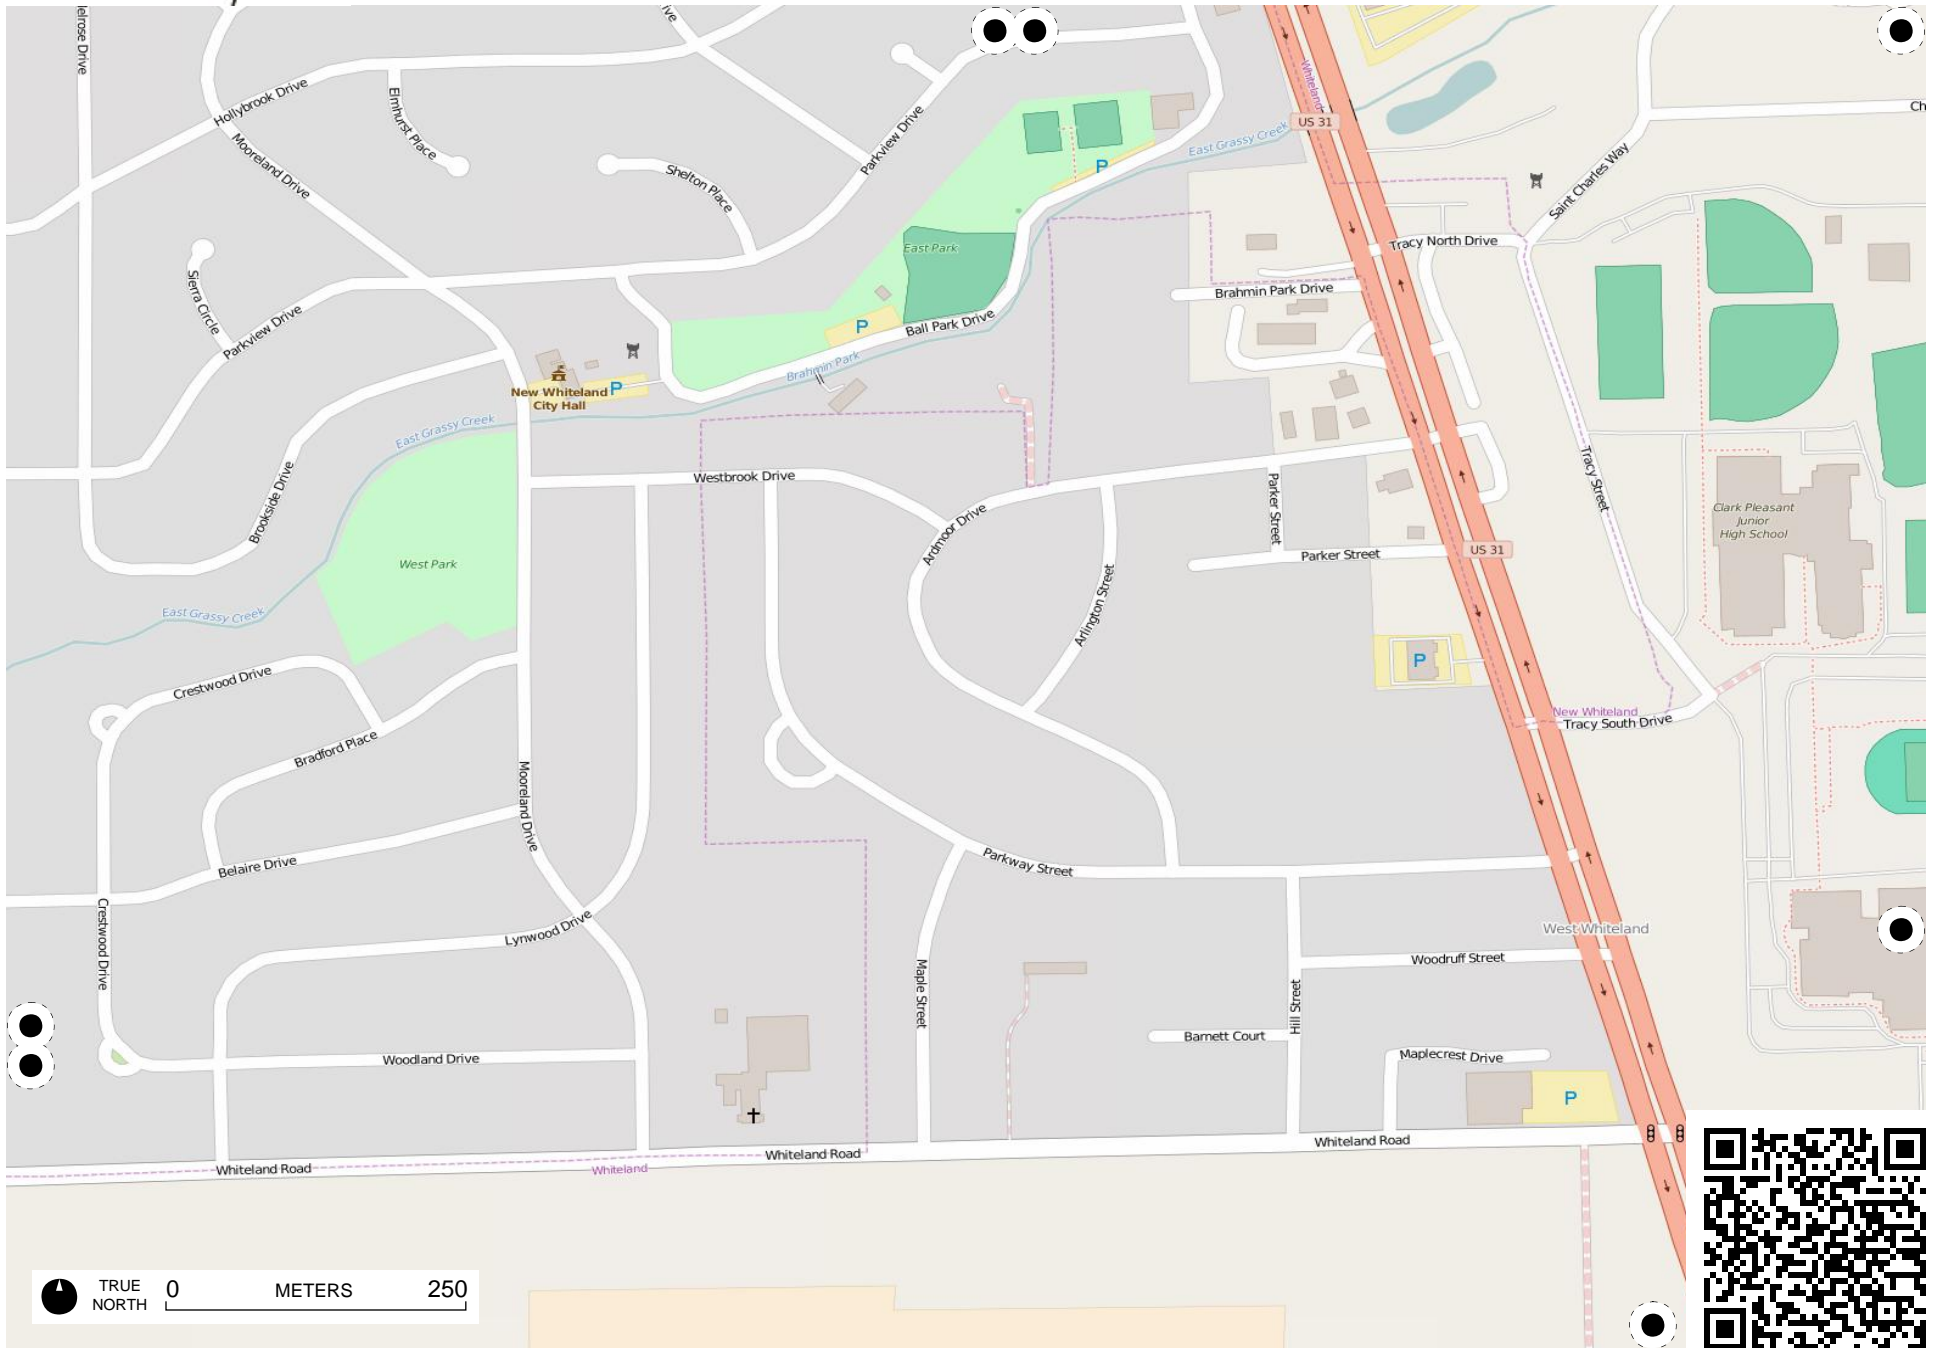 Hollybrook Drive
Elmhurst Place
Mooreland Drive
Shelton Place
Parkview Drive
East Grassy Creek
Whiteland
US 31
Ch
Saint Charles Way
East Park
Tracy North Drive
Sierra Circle
Parkview Drive
Brahmin Park Drive
Ball Park Drive
P
P
P
Brahmin Park
New Whiteland
City Hall
East Grassy Creek
Westbrook Drive
Brookside Drive
Ardmoor Drive
Parker Street
Parker Street
US 31
Tracy Street
Clark Pleasant
Junior
High School
West Park
East Grassy Creek
Arlington Street
P
Crestwood Drive
Bradford Place
New Whiteland
Tracy South Drive
Mooreland Drive
Belaire Drive
Parkway Street
Crestwood Drive
Lynwood Drive
West Whiteland
Woodruff Street
Maple Street
Hill Street
Barnett Court
Woodland Drive
Maplecrest Drive
P
Whiteland Road
Whiteland Road
Whiteland Road
Whiteland
TRUE
NORTH
0 METERS 250